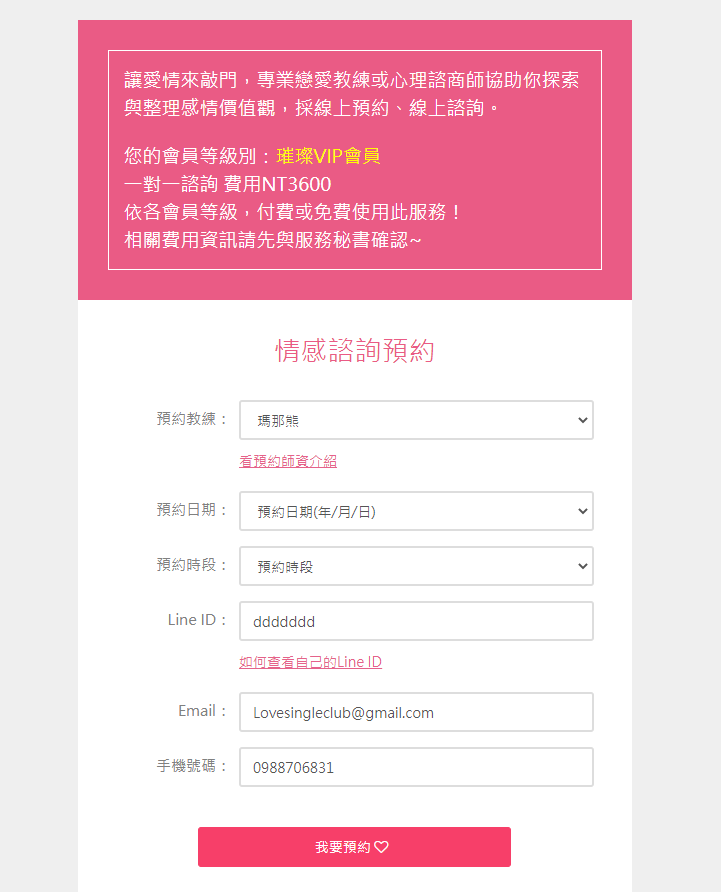 讓愛情來敲門，專業戀愛教練或心理諮商師協助你探索
與整理感情價值觀，採線上預約、線上諮詢。
您的會員等級別：璀璨VIP會員
一對一諮詢 費用NT3600
依各會員等級，付費或免費使用此服務！
相關費用資訊請先與服務秘書確認~
情感諮詢預約
預約教練： 瑪那熊
看預約師資介紹
預約日期： 預約日期(年/月/日)
預約時段： 預約時段
Line ID： ddddddd
如何查看自己的Line ID
Email： Lovesingleclub@gmail.com
手機號碼： 0988706831
我要預約♡